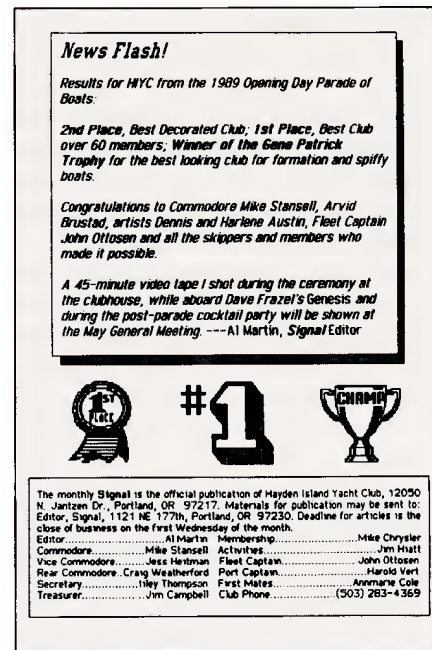 News Flash!
Results for HIYC from the 1989 Opening Day Parade of
Boats:
2nd Place, Best Decorated Club; 1st Place, Best Club
over 60 members; Winner of the Gene Patrick
Trophy for the best looking club for formation and spiffy
boats.
Congratulations to Commodore Mike Stansell, Arvid
Brustad, artists Dennis and Harlene Austin, Fleet Captain
John Ottosen and all the skippers and members who
made it possible.
A 45-minute video tape I shot during the ceremony at
the clubhouse, while aboard Dave Frazel's Genesis and
during the post-parade cocktail party will be shown at
the May General Meeting. ---Al Martin, Signal Editor
1ST
PLACE
#1
CHAMP
The monthly Signal is the official publication of Hayden Island Yacht Club, 12050
N. Jantzen Dr., Portland, OR 97217. Materials for publication may be sent to:
Editor, Signal, 1121 NE 177th, Portland, OR 97230. Deadline for articles is the
close of business on the first Wednesday of the month.
Editor..................Al Martin Membership..................Mike Chrysler
Commodore..............Mike Stansell Activities..................Jim Hiatt
Vice Commodore........Jess Heitman Fleet Captain..............John Ottosen
Rear Commodore..Craig Weatherford Port Captain..................Harold Vert
Secretary..............Thompson First Mates..............Annmarie Cole
Treasurer..............Jim Campbell Club Phone..............(503) 283-4369